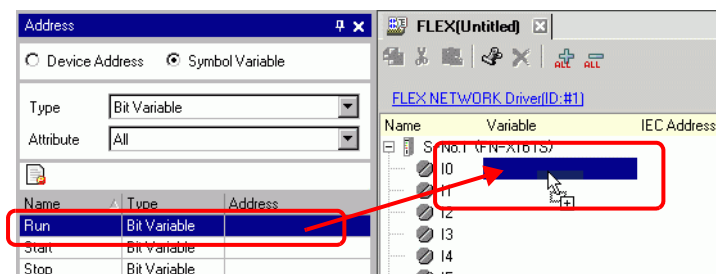 Address
Device Address Symbol Variable
Type Bit Variable
Attribute All
Name Type Address
Run Bit Variable
Start Bit Variable
Stop Bit Variable
FLEX(Untitled)
ALL ALL
FLEX NETWORK Driver(ID:#1)
Name Variable IEC Address
S-No.1 (FN-X16TS)
I0
I1
I2
I3
I4